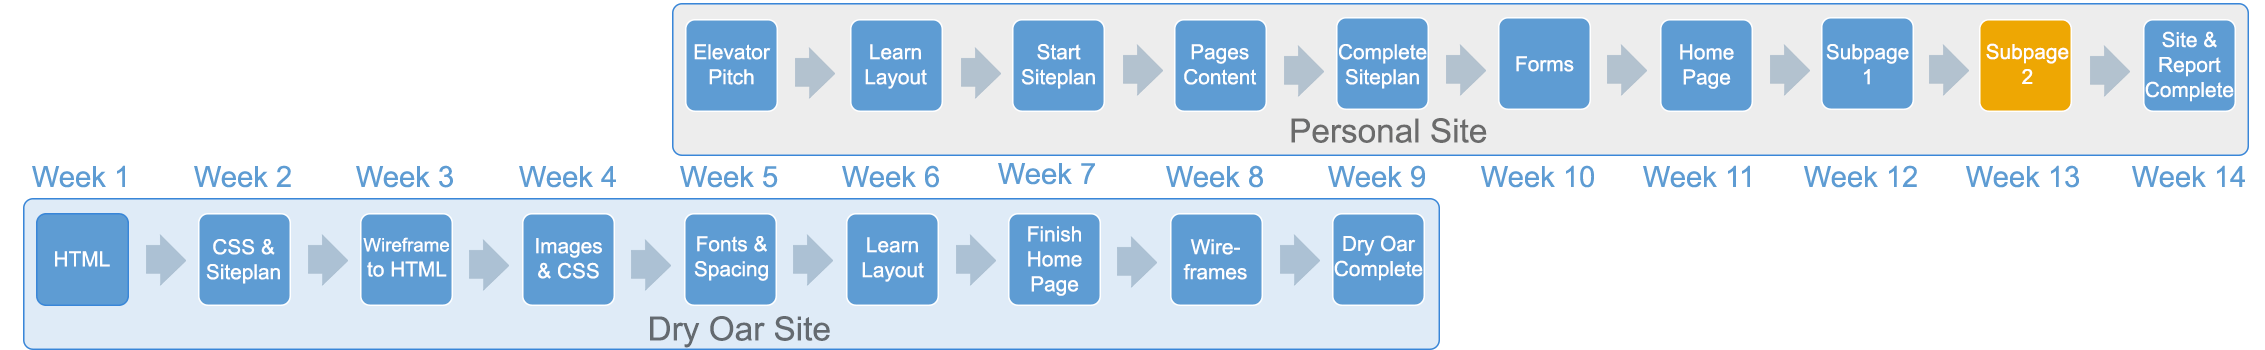 Elevator
Pitch
Learn
Layout
Start
Siteplan
Pages
Content
Complete
Siteplan
Forms
Home
Page
Subpage
1
Subpage
2
Site &
Report
Complete
Personal Site
Week 1
Week 2
Week 3
Week 4
Week 5
Week 6
Week 7
Week 8
Week 9
Week 10
Week 11
Week 12
Week 13
Week 14
HTML
CSS &
Siteplan
Wireframe
to HTML
Images
& CSS
Fonts &
Spacing
Learn
Layout
Finish
Home
Page
Wire-
frames
Dry Oar
Complete
Dry Oar Site